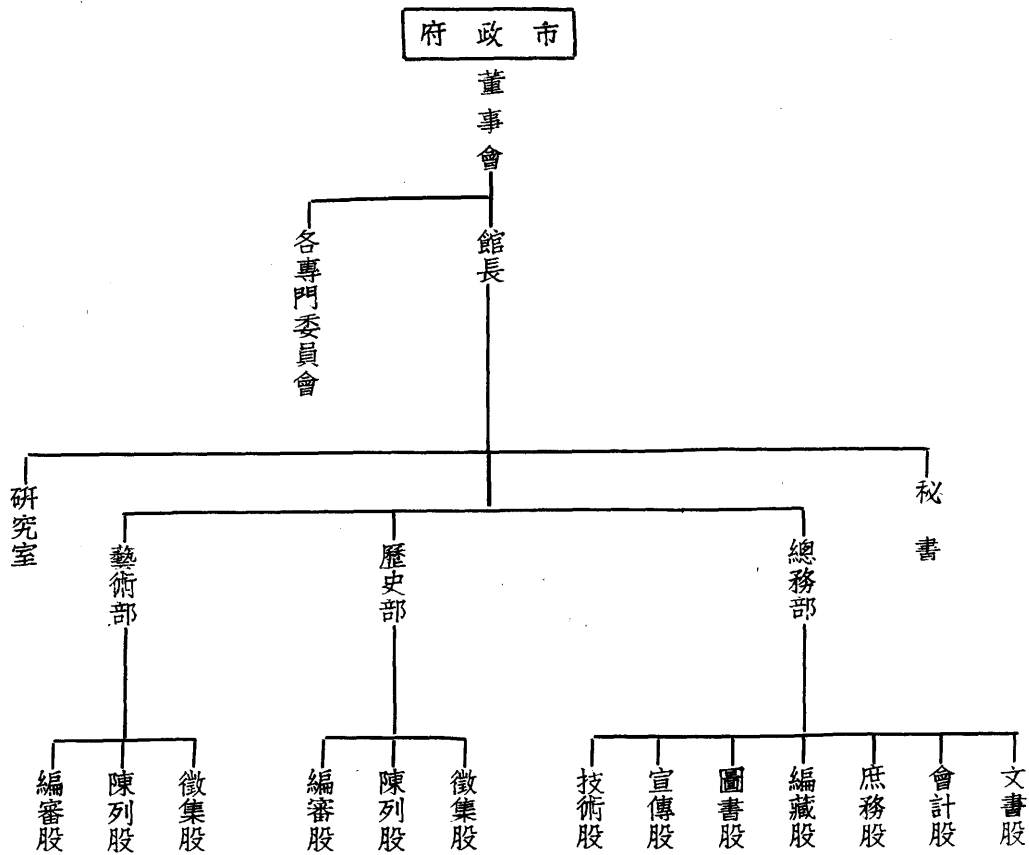 市政府
董事會
館長
各專門委員會
秘書
研究室
總務部
歷史部
藝術部
文書股
會計股
庶務股
編藏股
圖書股
宣傳股
技術股
徵集股
陳列股
編審股
徵集股
陳列股
編審股